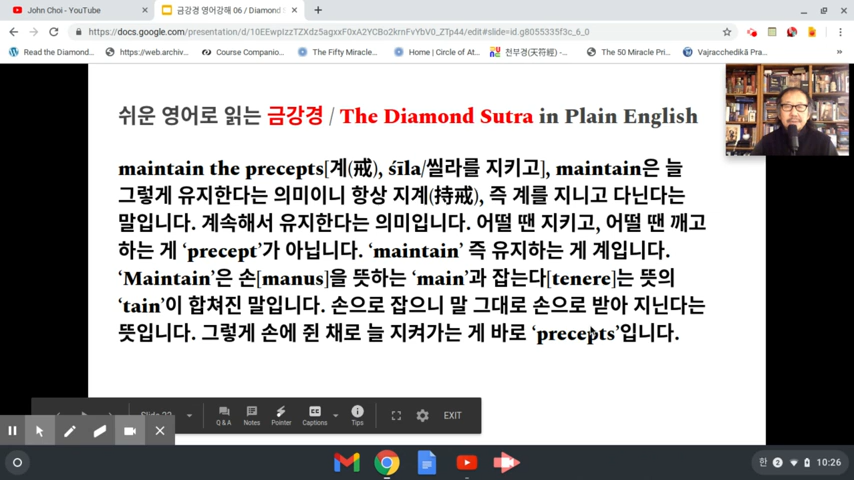 John Choi - YouTube
금강경 영어강해 06 / Diamond S
https://docs.google.com/presentation/d/10EEwpIzzTZXdz5agxxF0xA2YCBo2krnFvYbV0_ZTp44/edit#slide=id.g8055335f3c_6_0
Read the Diamond... https://web.archiv... Course Companio... The Fifty Miracle... Home | Circle of At... 천부경(天符經) -... The 50 Miracle Pri... Vajracchedikā Pra...
쉬운 영어로 읽는 금강경 / The Diamond Sutra in Plain English
maintain the precepts[계(戒), śīla/씰라를 지키고], maintain은 늘
그렇게 유지한다는 의미이니 항상 지계(持戒), 즉 계를 지니고 다닌다는
말입니다. 계속해서 유지한다는 의미입니다. 어떨 땐 지키고, 어떨 땐 깨고
하는 게 ‘precept’가 아닙니다. ‘maintain’ 즉 유지하는 게 계입니다.
‘Maintain’은 손[manus]을 뜻하는 ‘main’과 잡는다[tenere]는 뜻의
‘tain’이 합쳐진 말입니다. 손으로 잡으니 말 그대로 손으로 받아 지닌다는
뜻입니다. 그렇게 손에 쥔 채로 늘 지켜가는 게 바로 ‘precepts’입니다.
Q & A Notes Pointer Captions Tips EXIT
한 2 10:26